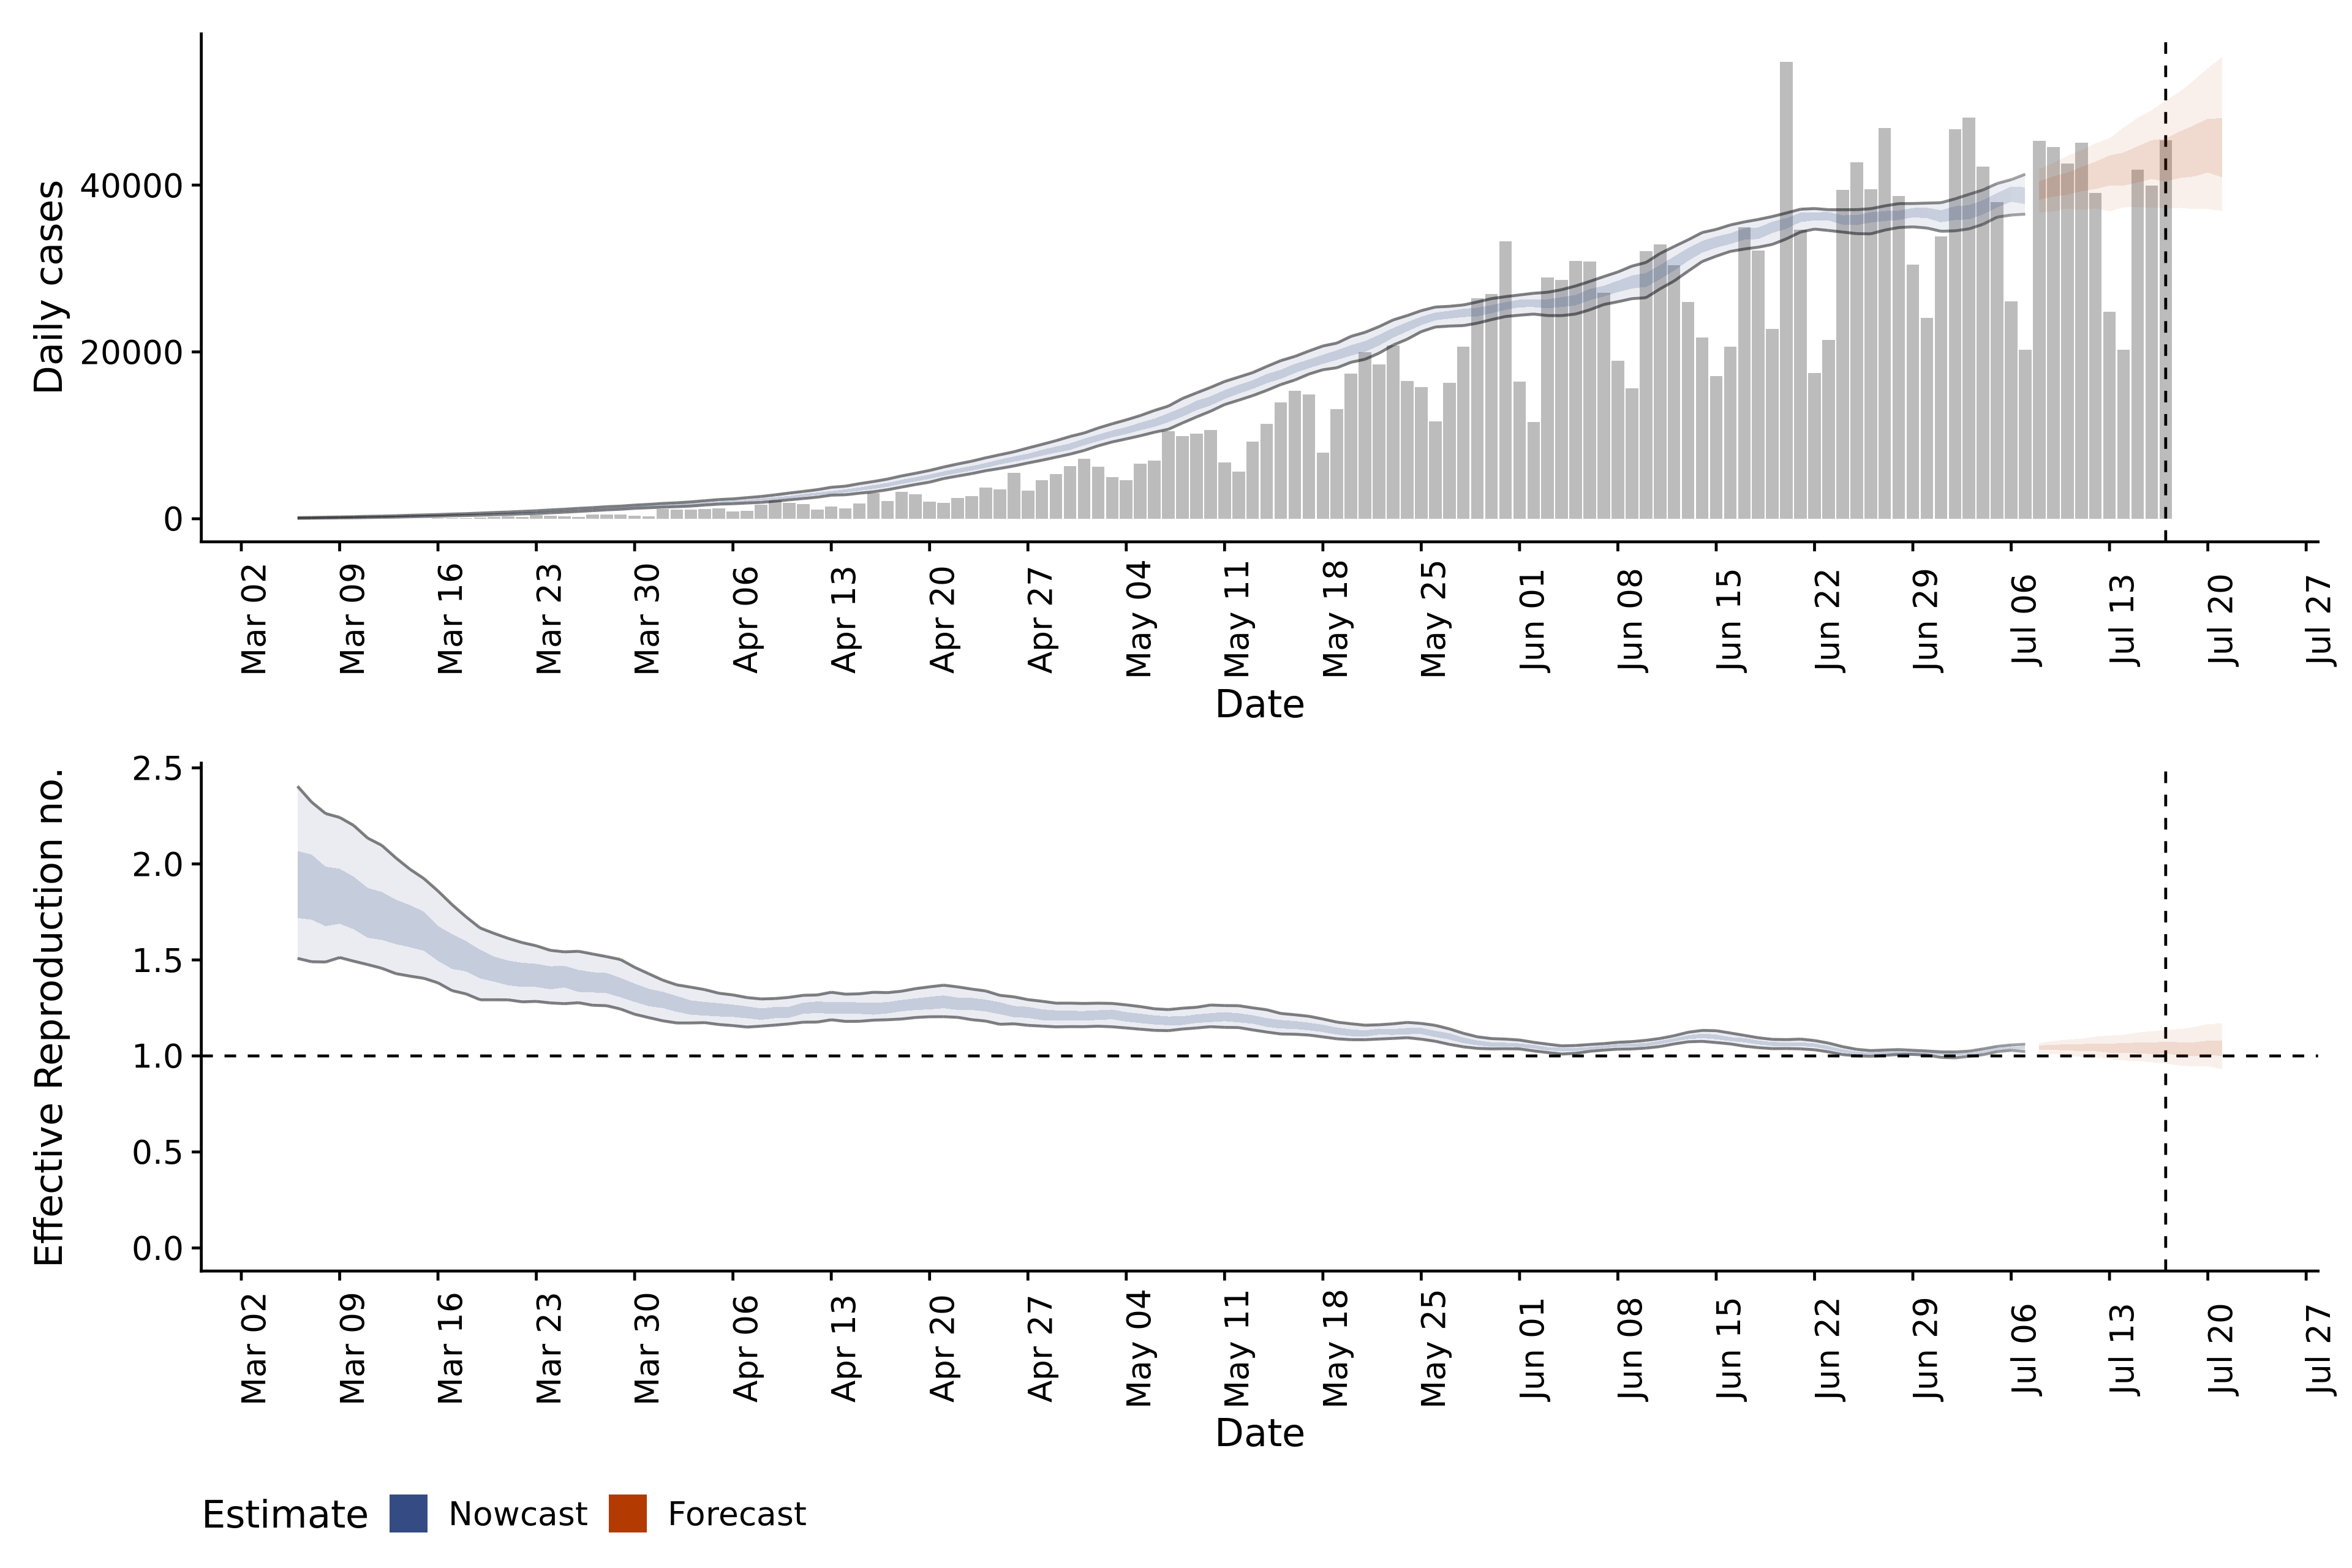 Daily cases
40000
20000
0
Mar 02 Mar 09 Mar 16 Mar 23 Mar 30 Apr 06 Apr 13 Apr 20 Apr 27 May 04 May 11 May 18 May 25 Jun 01 Jun 08 Jun 15 Jun 22 Jun 29 Jul 06 Jul 13 Jul 20 Jul 27
Date
Effective Reproduction no.
2.5
2.0
1.5
1.0
0.5
0.0
Mar 02 Mar 09 Mar 16 Mar 23 Mar 30 Apr 06 Apr 13 Apr 20 Apr 27 May 04 May 11 May 18 May 25 Jun 01 Jun 08 Jun 15 Jun 22 Jun 29 Jul 06 Jul 13 Jul 20 Jul 27
Date
Estimate Nowcast Forecast